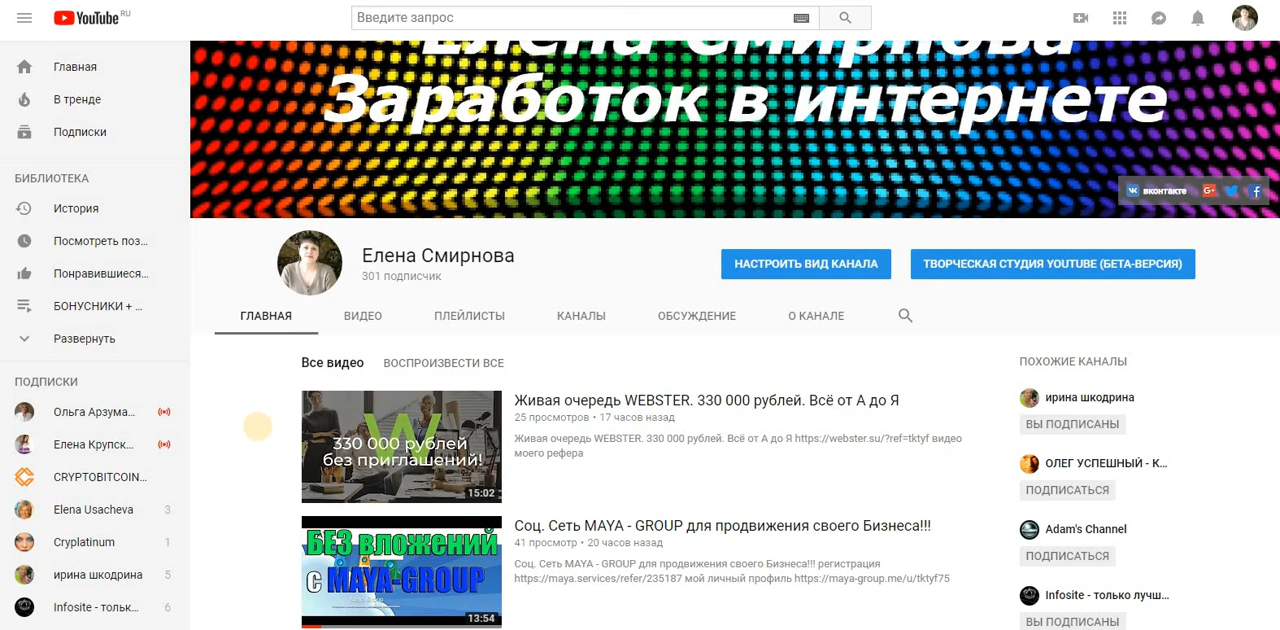 YouTube RU
Введите запрос
Главная
В тренде
Подписки
БИБЛИОТЕКА
История
Посмотреть поз...
Понравившиеся...
БОНУСНИКИ + ...
Развернуть
ПОДПИСКИ
Ольга Арзума...
Елена Крупск...
CRYPTOBITCOIN...
Elena Usacheva 3
Cryplatinum 1
ирина шкодрина 5
Infosite - тольк... 6
Елена Смирнова
Заработок в интернете
вконтакте
Елена Смирнова
301 подписчик
НАСТРОИТЬ ВИД КАНАЛА
ТВОРЧЕСКАЯ СТУДИЯ YOUTUBE (БЕТА-ВЕРСИЯ)
ГЛАВНАЯ ВИДЕО ПЛЕЙЛИСТЫ КАНАЛЫ ОБСУЖДЕНИЕ О КАНАЛЕ
Все видео ВОСПРОИЗВЕСТИ ВСЕ
330 000 рублей
без приглашений!
15:02
Живая очередь WEBSTER. 330 000 рублей. Всё от А до Я
25 просмотров • 17 часов назад
Живая очередь WEBSTER. 330 000 рублей. Всё от А до Я https://webster.su/?ref=tktyf видео
моего рефера
БЕЗ вложений
с MAYA-GROUP
13:54
Соц. Сеть MAYA - GROUP для продвижения своего Бизнеса!!!
41 просмотр • 20 часов назад
Соц. Сеть MAYA - GROUP для продвижения своего Бизнеса!!! регистрация
https://maya.services/refer/235187 мой личный профиль https://maya-group.me/u/tktyf75
ПОХОЖИЕ КАНАЛЫ
ирина шкодрина
ВЫ ПОДПИСАНЫ
ОЛЕГ УСПЕШНЫЙ - К...
ПОДПИСАТЬСЯ
Adam's Channel
ПОДПИСАТЬСЯ
Infosite - только лучш...
ВЫ ПОДПИСАНЫ